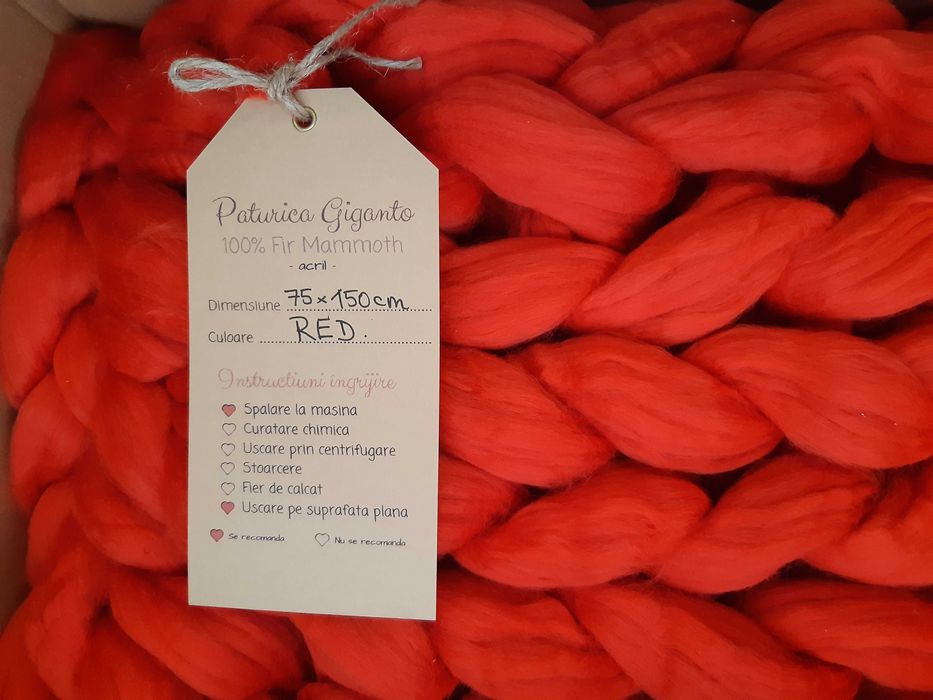 Paturica Giganto
100% Fir Mammoth
- acril -
Dimensiune 75 x 150 cm
Culoare RED.
Instructiuni îngrijire
Spalare la masina
Curatare chimica
Uscare prin centrifugare
Stoarcere
Fier de calcat
Uscare pe suprafata plana
Se recomanda Nu se recomanda